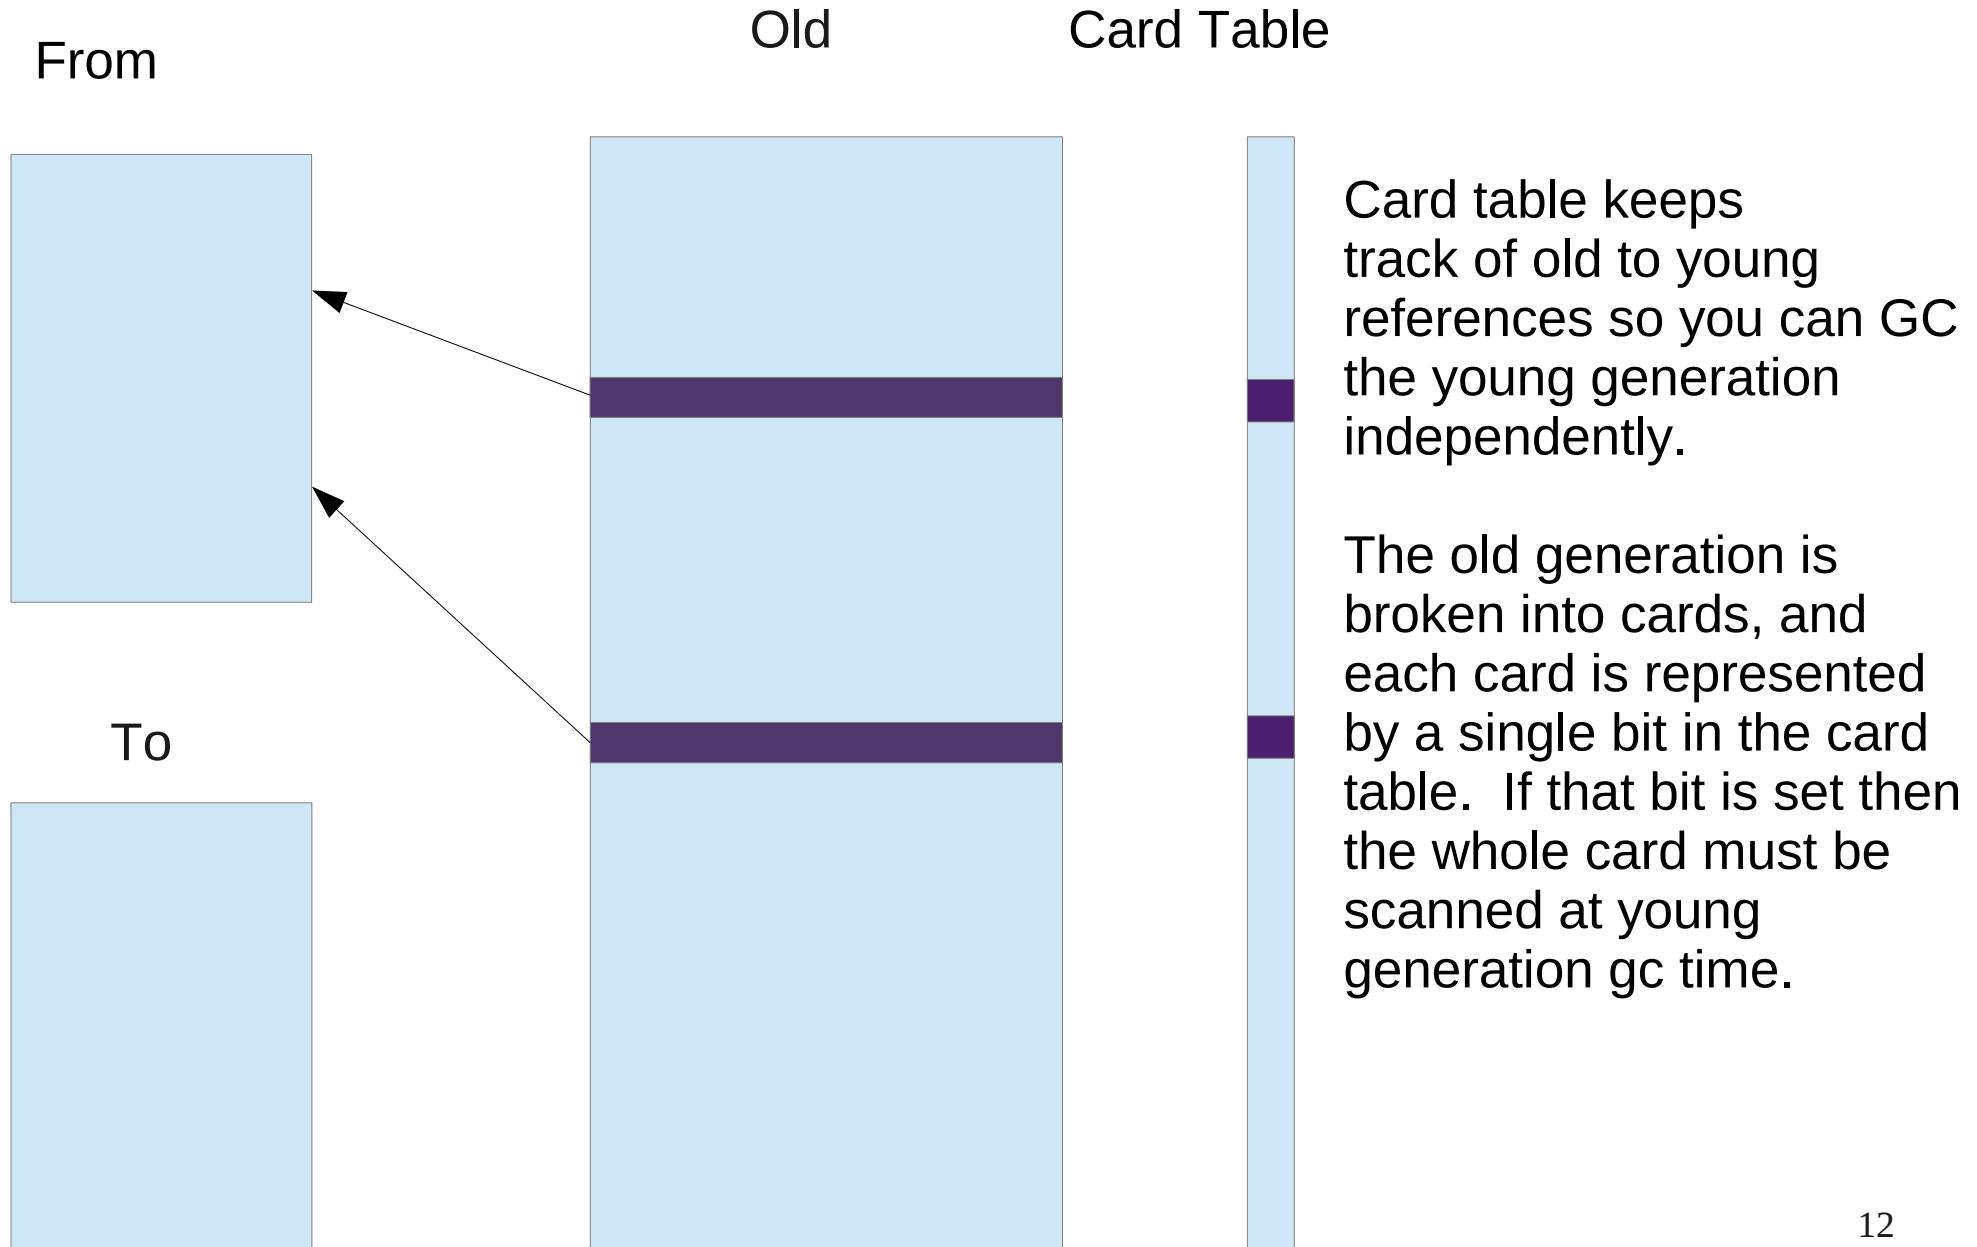 From
Old
Card Table
Card table keeps
track of old to young
references so you can GC
the young generation
independently.
The old generation is
broken into cards, and
each card is represented
by a single bit in the card
table.  If that bit is set then
the whole card must be
scanned at young
generation gc time.
To
12